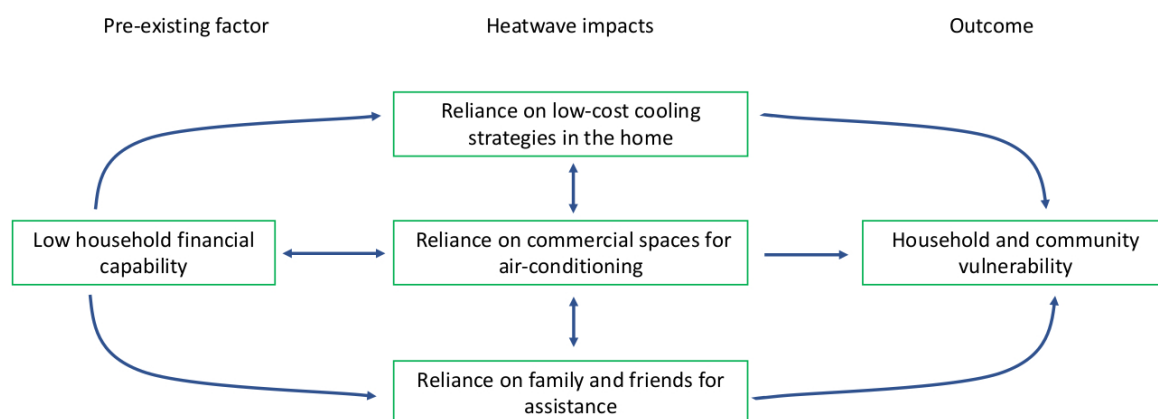 Pre-existing factor
Heatwave impacts
Outcome
Reliance on low-cost cooling
strategies in the home
Low household financial
capability
Reliance on commercial spaces for
air-conditioning
Household and community
vulnerability
Reliance on family and friends for
assistance